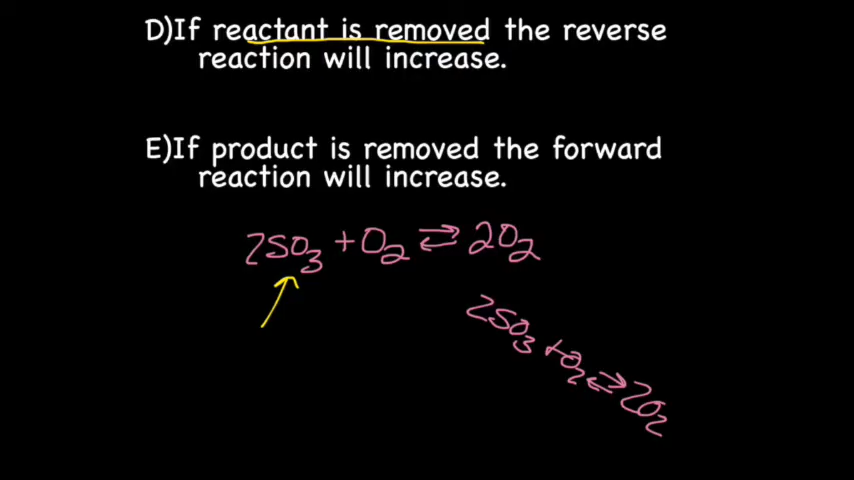 D)If reactant is removed the reverse
reaction will increase.
E)If product is removed the forward
reaction will increase.
2SO₃ + O₂ ⇄ 2O₂
2SO₃ + O₂ ⇄ 2O₂